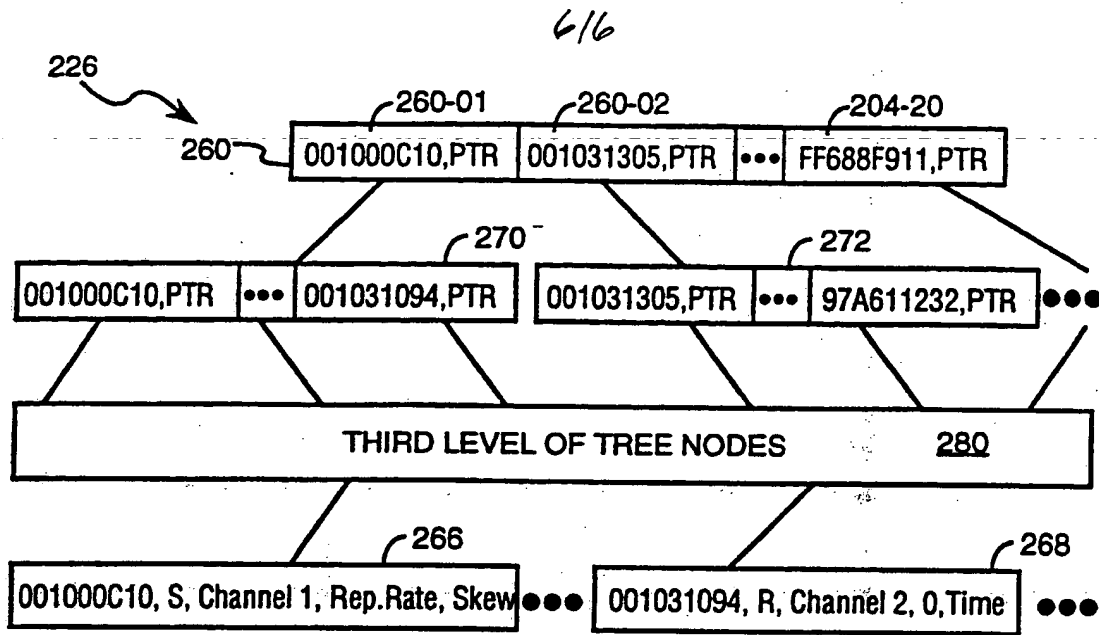 6/6
226
260-01 260-02 204-20
260 001000C10,PTR 001031305,PTR ••• FF688F911,PTR
270 272
001000C10,PTR ••• 001031094,PTR 001031305,PTR ••• 97A611232,PTR •••
THIRD LEVEL OF TREE NODES 280
266 268
001000C10, S, Channel 1, Rep.Rate, Skew ••• 001031094, R, Channel 2, 0,Time •••